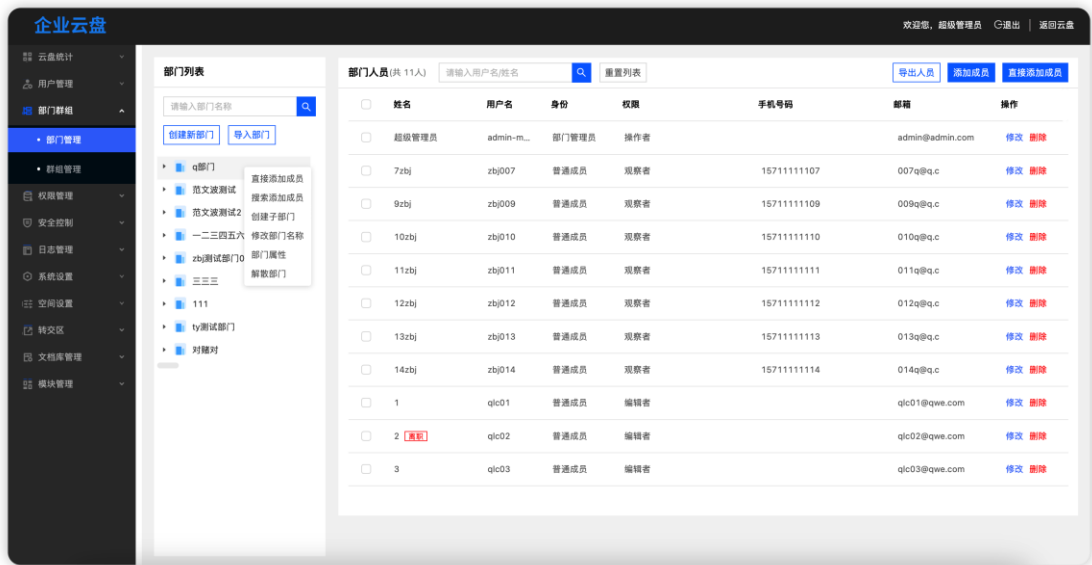 企业云盘
欢迎您，超级管理员 退出 | 返回云盘
云盘统计
用户管理
部门群组
• 部门管理
• 群组管理
权限管理
安全控制
日志管理
系统设置
空间设置
转交区
文档库管理
模块管理
部门列表
请输入部门名称
创建新部门 导入部门
q部门
范文波测试
范文波测试2
一二三四五六
zbj测试部门0
三三三
111
ty测试部门
对赌对
直接添加成员
搜索添加成员
创建子部门
修改部门名称
部门属性
解散部门
部门人员(共 11人) 请输入用户名/姓名 重置列表 导出人员 添加成员 直接添加成员
姓名 用户名 身份 权限 手机号码 邮箱 操作
超级管理员 admin-m... 部门管理员 操作者 admin@admin.com 修改 删除
7zbj zbj007 普通成员 观察者 15711111107 007q@q.c 修改 删除
9zbj zbj009 普通成员 观察者 15711111109 009q@q.c 修改 删除
10zbj zbj010 普通成员 观察者 15711111110 010q@q.c 修改 删除
11zbj zbj011 普通成员 观察者 15711111111 011q@q.c 修改 删除
12zbj zbj012 普通成员 观察者 15711111112 012q@q.c 修改 删除
13zbj zbj013 普通成员 观察者 15711111113 013q@q.c 修改 删除
14zbj zbj014 普通成员 观察者 15711111114 014q@q.c 修改 删除
1 qlc01 普通成员 编辑者 qlc01@qwe.com 修改 删除
2 离职 qlc02 普通成员 编辑者 qlc02@qwe.com 修改 删除
3 qlc03 普通成员 编辑者 qlc03@qwe.com 修改 删除